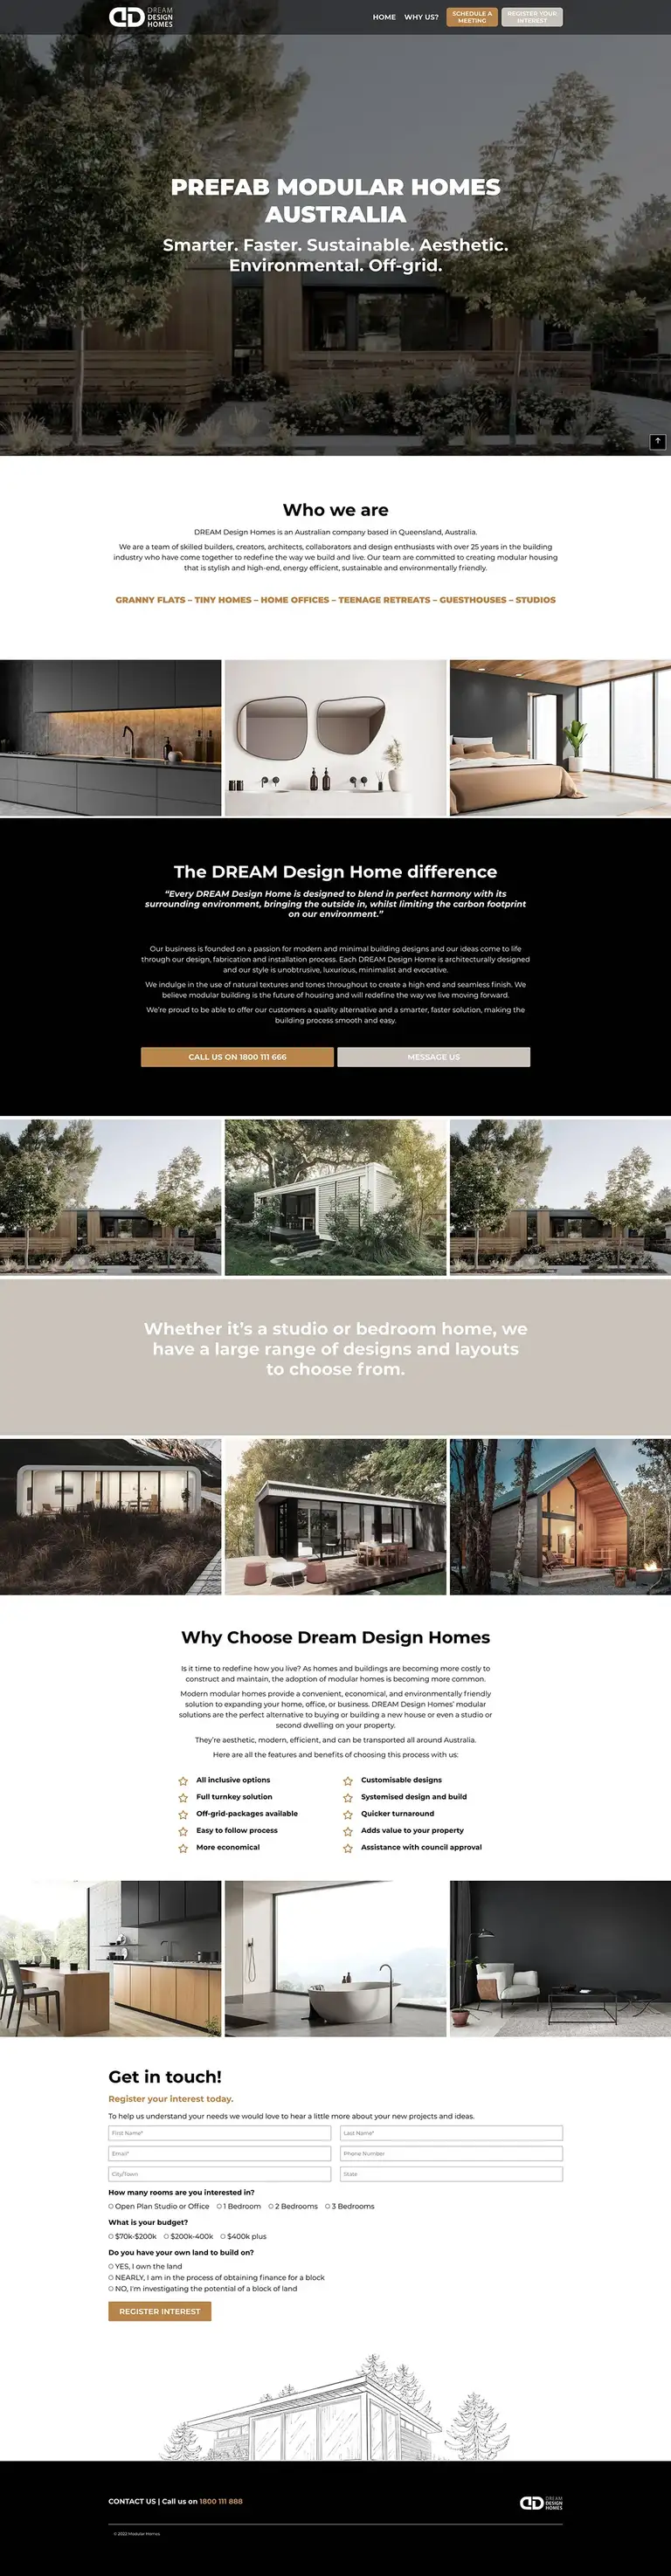 DREAM
DESIGN
HOMES
HOME
WHY US?
SCHEDULE A
MEETING
REGISTER YOUR
INTEREST
PREFAB MODULAR HOMES
AUSTRALIA
Smarter. Faster. Sustainable. Aesthetic.
Environmental. Off-grid.
Who we are
DREAM Design Homes is an Australian company based in Queensland, Australia.
We are a team of skilled builders, creators, architects, collaborators and design enthusiasts with over 25 years in the building
industry who have come together to redefine the way we build and live. Our team are committed to creating modular housing
that is stylish and high-end, energy efficient, sustainable and environmentally friendly.
GRANNY FLATS – TINY HOMES – HOME OFFICES – TEENAGE RETREATS – GUESTHOUSES – STUDIOS
The DREAM Design Home difference
“Every DREAM Design Home is designed to blend in perfect harmony with its
surrounding environment, bringing the outside in, whilst limiting the carbon footprint
on our environment.”
Our business is founded on a passion for modern and minimal building designs and our ideas come to life
through our design, fabrication and installation process. Each DREAM Design Home is architecturally designed
and our style is unobtrusive, luxurious, minimalist and evocative.
We indulge in the use of natural textures and tones throughout to create a high end and seamless finish. We
believe modular building is the future of housing and will redefine the way we live moving forward.
We’re proud to be able to offer our customers a quality alternative and a smarter, faster solution, making the
building process smooth and easy.
CALL US ON 1800 111 666
MESSAGE US
Whether it’s a studio or bedroom home, we
have a large range of designs and layouts
to choose from.
Why Choose Dream Design Homes
Is it time to redefine how you live? As homes and buildings are becoming more costly to
construct and maintain, the adoption of modular homes is becoming more common.
Modern modular homes provide a convenient, economical, and environmentally friendly
solution to expanding your home, office, or business. DREAM Design Homes’ modular
solutions are the perfect alternative to buying or building a new house or even a studio or
second dwelling on your property.
They’re aesthetic, modern, efficient, and can be transported all around Australia.
Here are all the features and benefits of choosing this process with us:
All inclusive options
Customisable designs
Full turnkey solution
Systemised design and build
Off-grid-packages available
Quicker turnaround
Easy to follow process
Adds value to your property
More economical
Assistance with council approval
Get in touch!
Register your interest today.
To help us understand your needs we would love to hear a little more about your new projects and ideas.
First Name*
Last Name*
Email*
Phone Number
City/Town
State
How many rooms are you interested in?
Open Plan Studio or Office
1 Bedroom
2 Bedrooms
3 Bedrooms
What is your budget?
$70k-$200k
$200k-400k
$400k plus
Do you have your own land to build on?
YES, I own the land
NEARLY, I am in the process of obtaining finance for a block
NO, I'm investigating the potential of a block of land
REGISTER INTEREST
CONTACT US | Call us on 1800 111 888
DREAM
DESIGN
HOMES
© 2022 Modular Homes